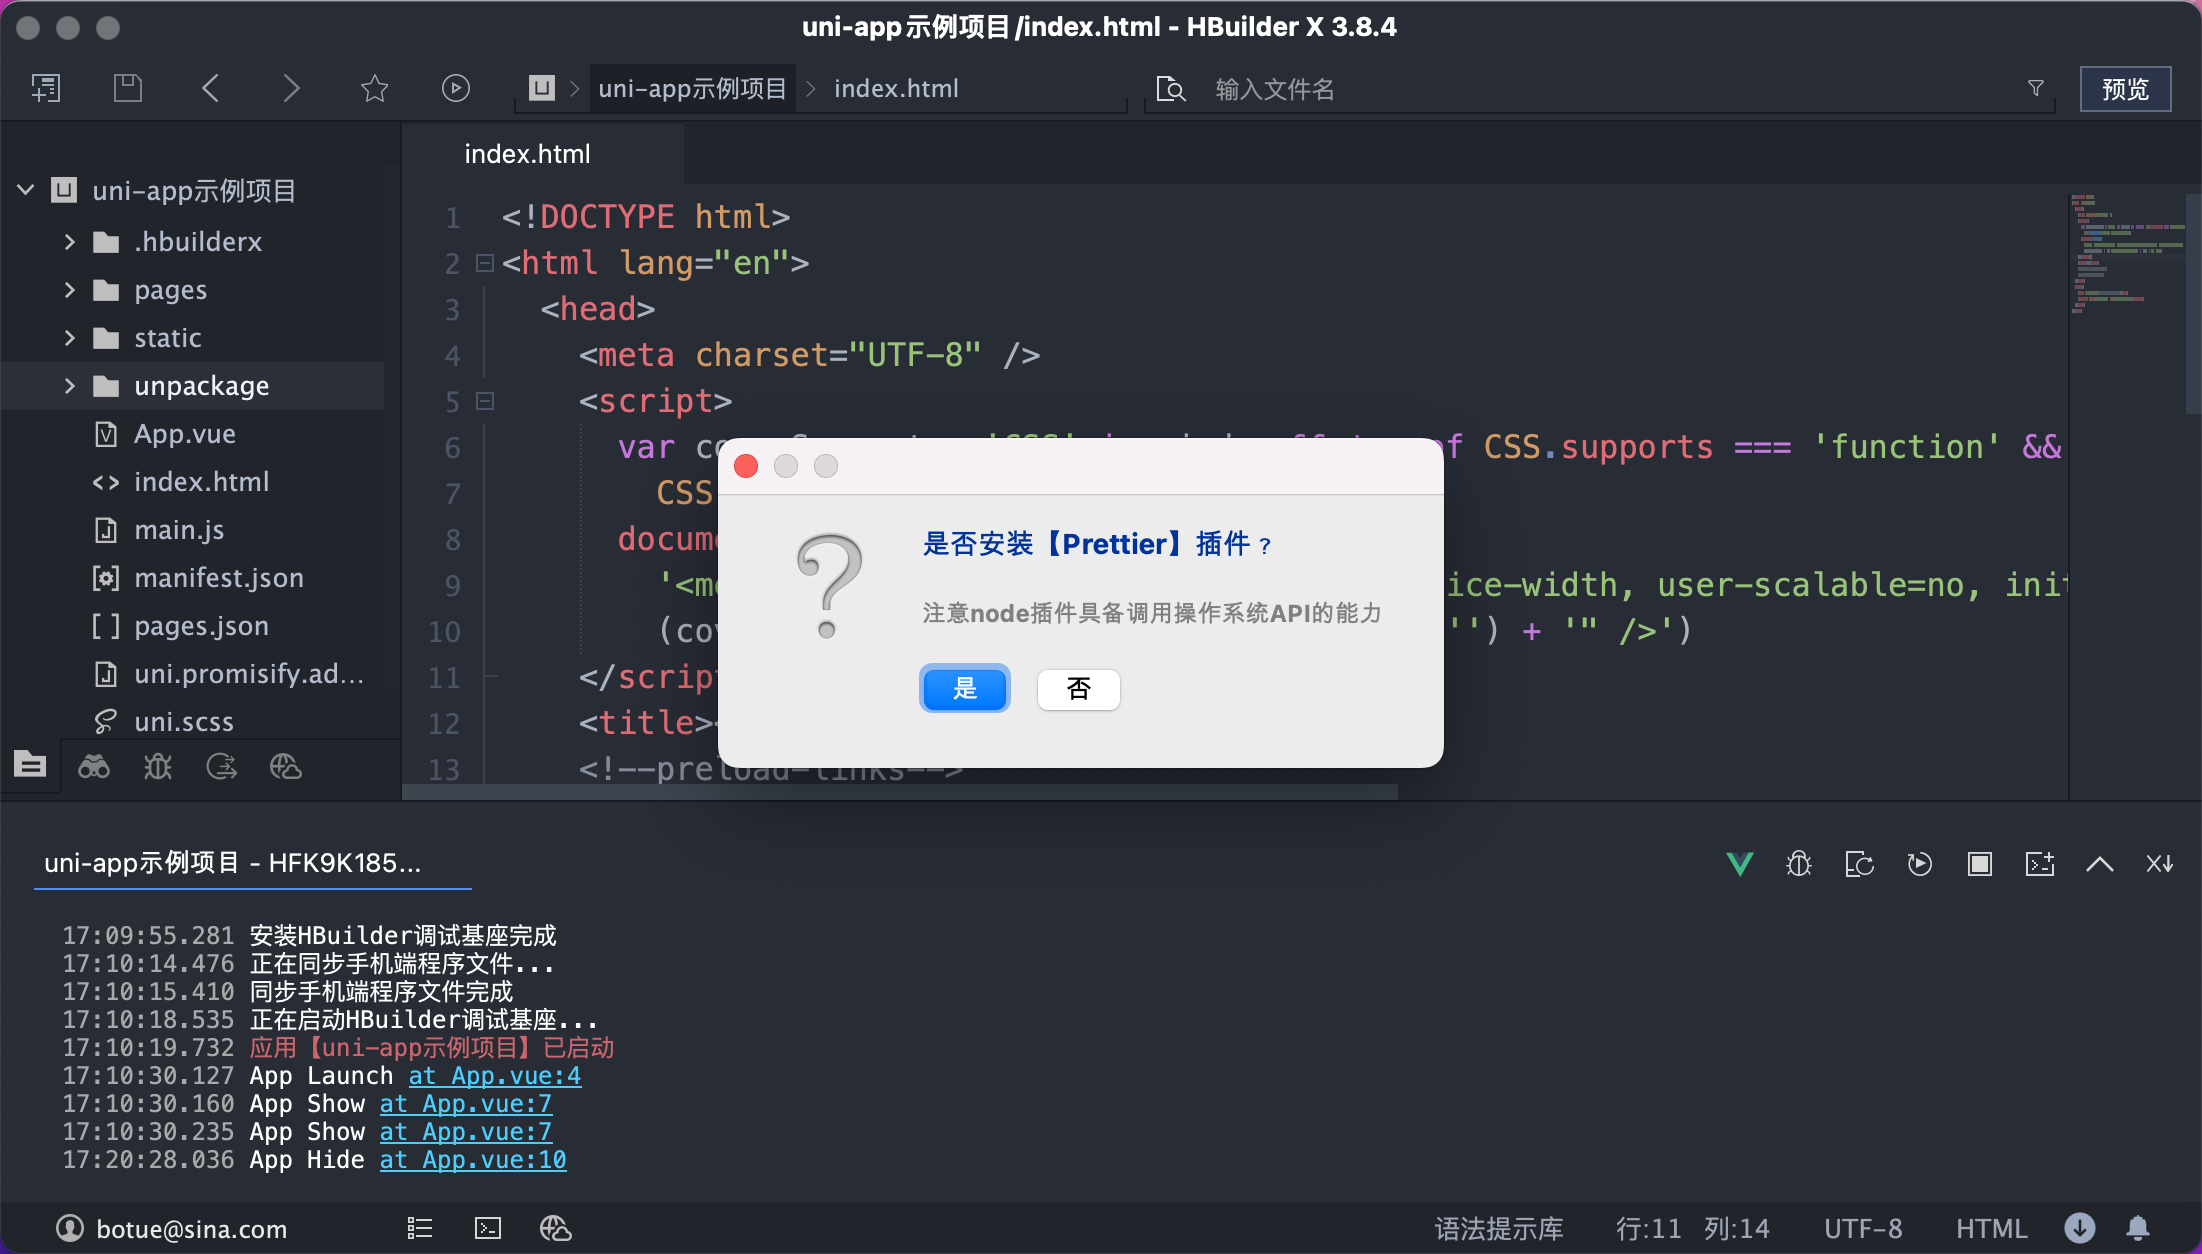 uni-app示例项目/index.html - HBuilder X 3.8.4
uni-app示例项目
index.html
输入文件名
预览
uni-app示例项目
.hbuilderx
pages
static
unpackage
App.vue
index.html
main.js
manifest.json
pages.json
uni.promisify.ad...
uni.scss
index.html
1 <!DOCTYPE html>
2 <html lang="en">
3 <head>
4 <meta charset="UTF-8" />
5 <script>
6 var CSS.supports === 'function' &&
7 CSS
8 docum
9 '<m ice-width, user-scalable=no, init
10 (cov '') + '" />')
11 </script
12 <title>
13 <!--preload-links-->
是否安装【Prettier】插件？
注意node插件具备调用操作系统API的能力
是
否
uni-app示例项目 - HFK9K185...
17:09:55.281 安装HBuilder调试基座完成
17:10:14.476 正在同步手机端程序文件...
17:10:15.410 同步手机端程序文件完成
17:10:18.535 正在启动HBuilder调试基座...
17:10:19.732 应用【uni-app示例项目】已启动
17:10:30.127 App Launch at App.vue:4
17:10:30.160 App Show at App.vue:7
17:10:30.235 App Show at App.vue:7
17:20:28.036 App Hide at App.vue:10
botue@sina.com
语法提示库
行:11 列:14
UTF-8
HTML